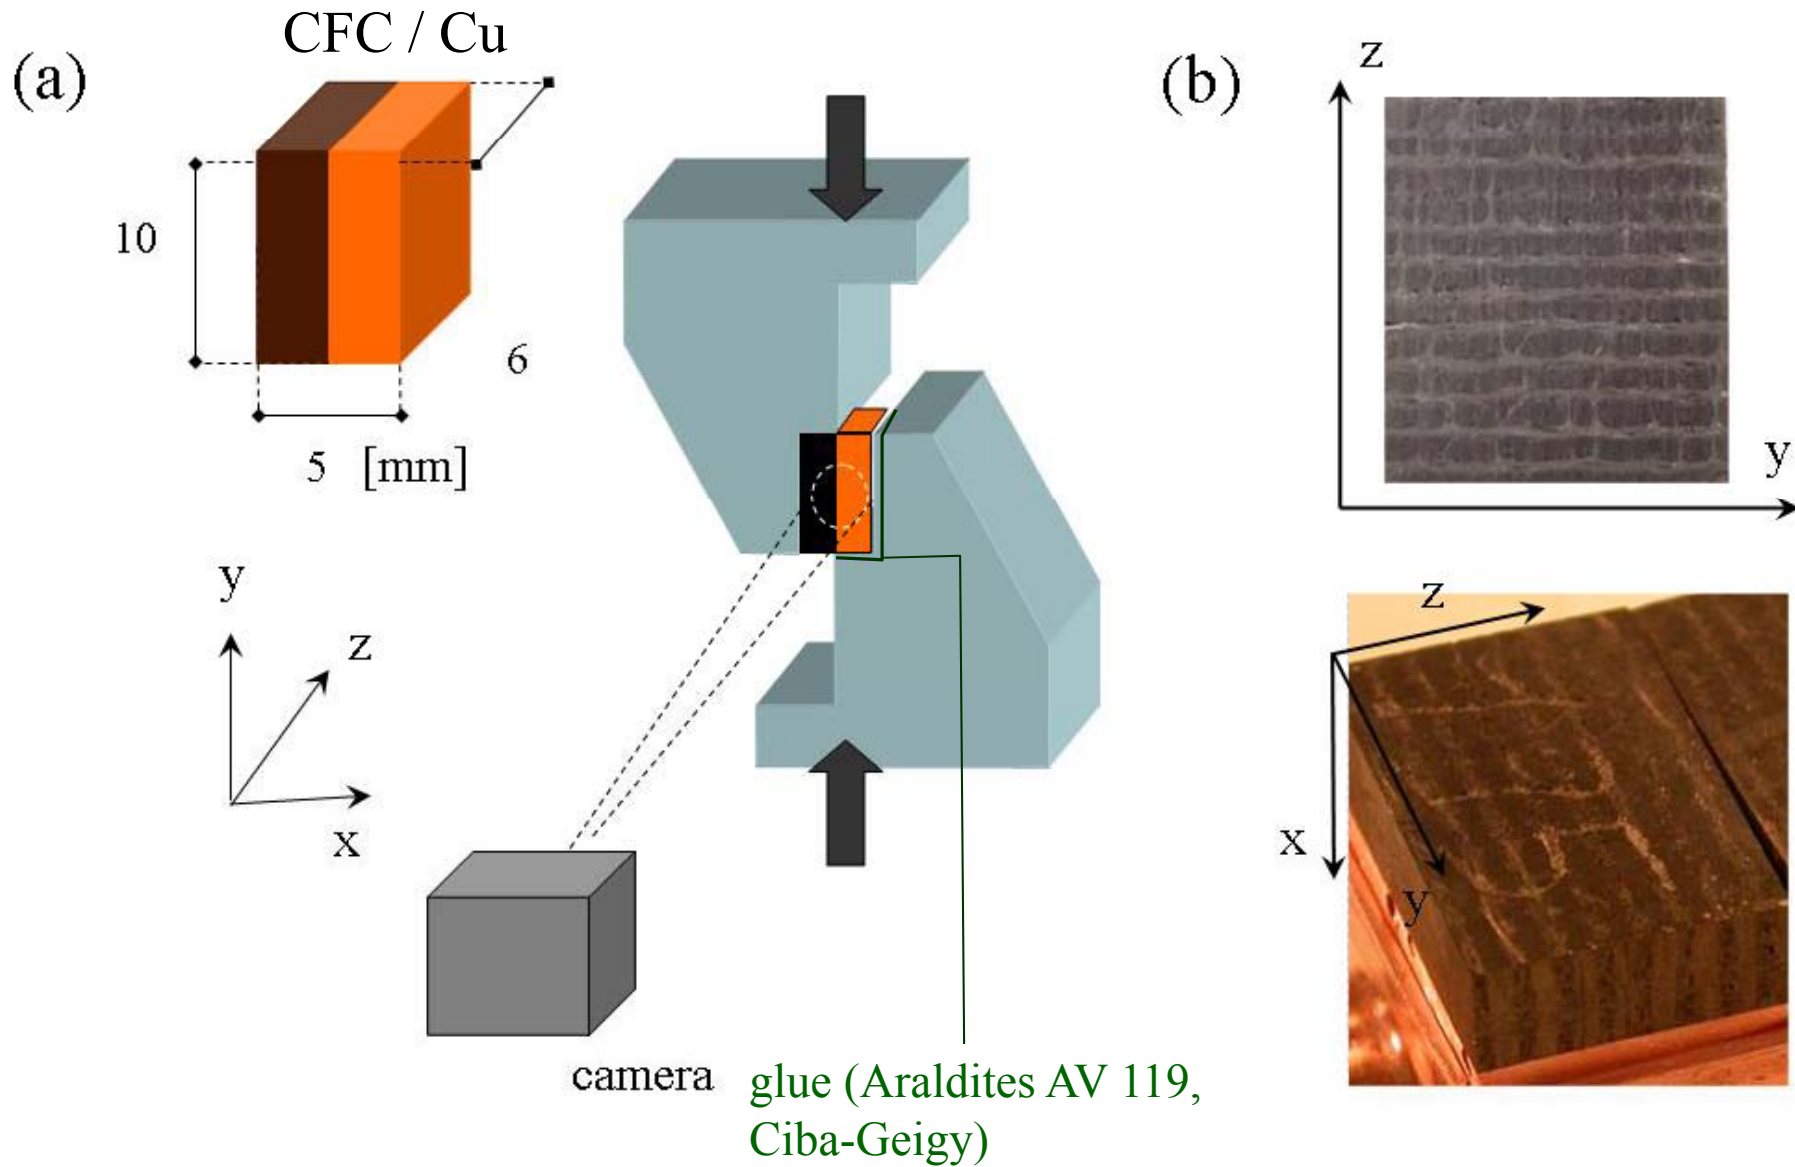 (a)
CFC / Cu
10
6
5 [mm]
y
z
x
camera
glue (Araldites AV 119,
Ciba-Geigy)
(b)
z
y
z
x
y